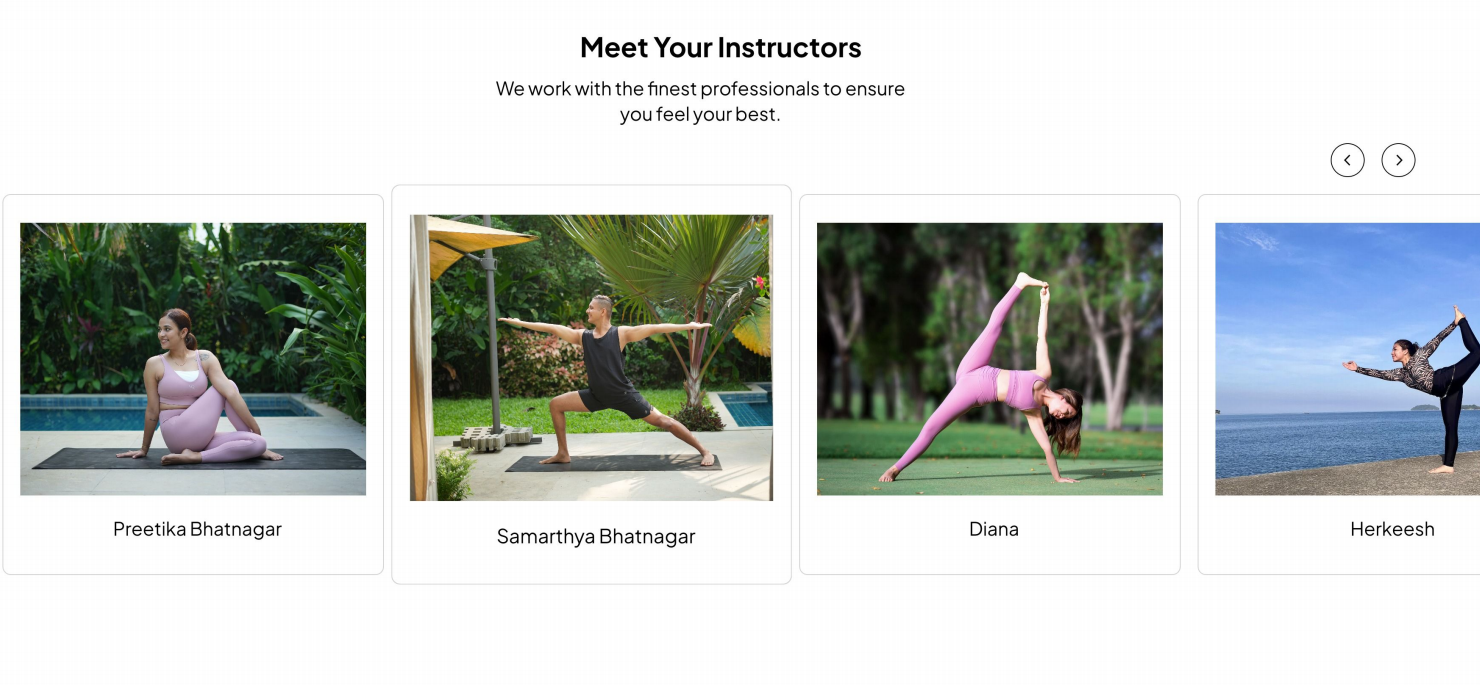 Meet Your Instructors
We work with the finest professionals to ensure
you feel your best.
Preetika Bhatnagar
Samarthya Bhatnagar
Diana
Herkeesh